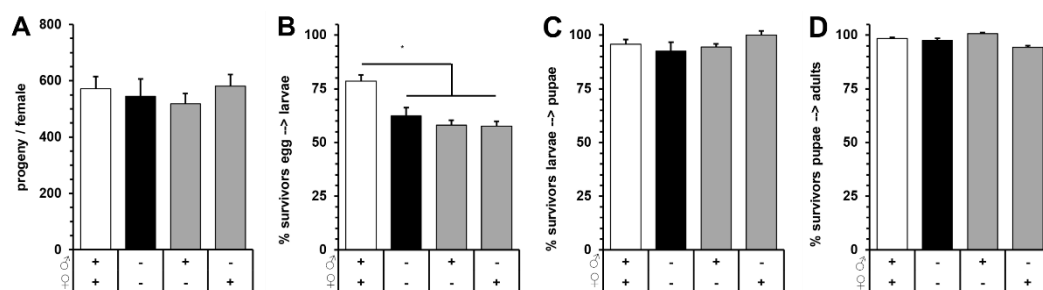 A
progeny / female
800
600
400
200
0
♂ + - + -
♀ + - - +
B
% survivors egg --> larvae
100
75
50
25
0
*
♂ + - + -
♀ + - - +
C
% survivors larvae --> pupae
100
75
50
25
0
♂ + - + -
♀ + - - +
D
% survivors pupae --> adults
100
75
50
25
0
♂ + - + -
♀ + - - +